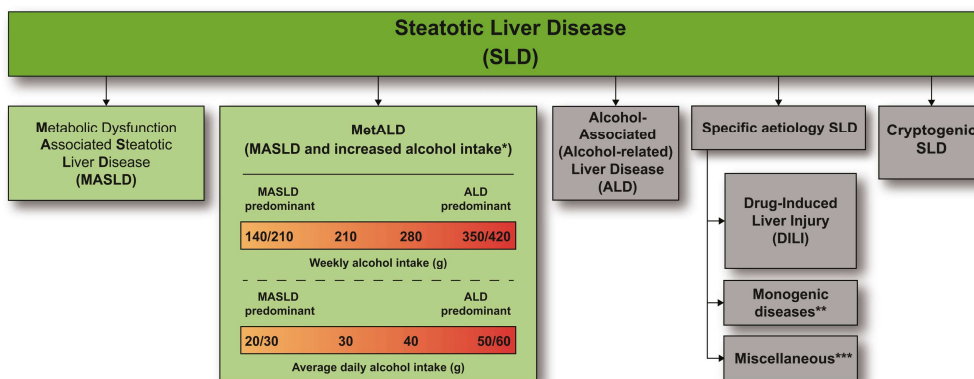 Steatotic Liver Disease
(SLD)
Metabolic Dysfunction
Associated Steatotic
Liver Disease
(MASLD)
MetALD
(MASLD and increased alcohol intake*)
MASLD
predominant
ALD
predominant
140/210 210 280 350/420
Weekly alcohol intake (g)
MASLD
predominant
ALD
predominant
20/30 30 40 50/60
Average daily alcohol intake (g)
Alcohol-
Associated
(Alcohol-related)
Liver Disease
(ALD)
Specific aetiology SLD
Drug-Induced
Liver Injury
(DILI)
Monogenic
diseases**
Miscellaneous***
Cryptogenic
SLD